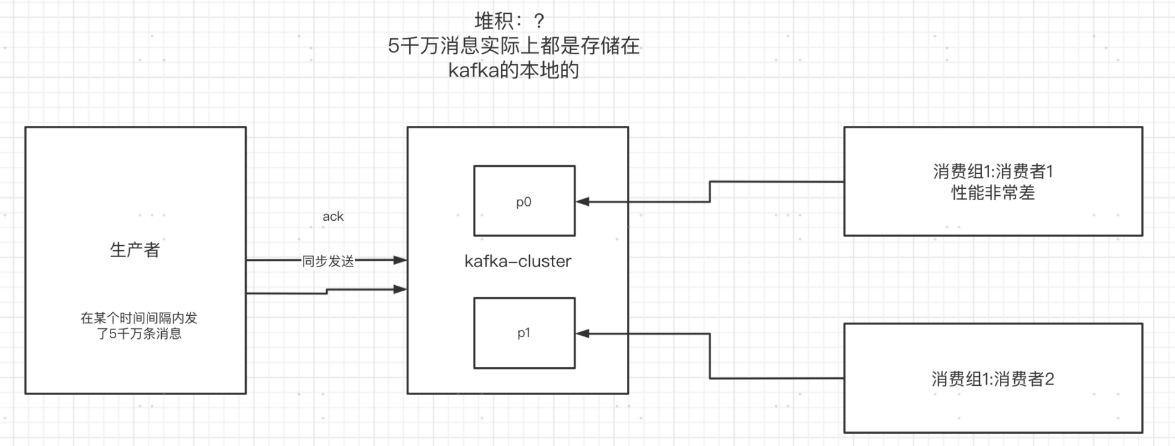 堆积：?
5千万消息实际上都是存储在
kafka的本地的
生产者
在某个时间间隔内发
了5千万条消息
ack
同步发送
p0
kafka-cluster
p1
消费组1:消费者1
性能非常差
消费组1:消费者2